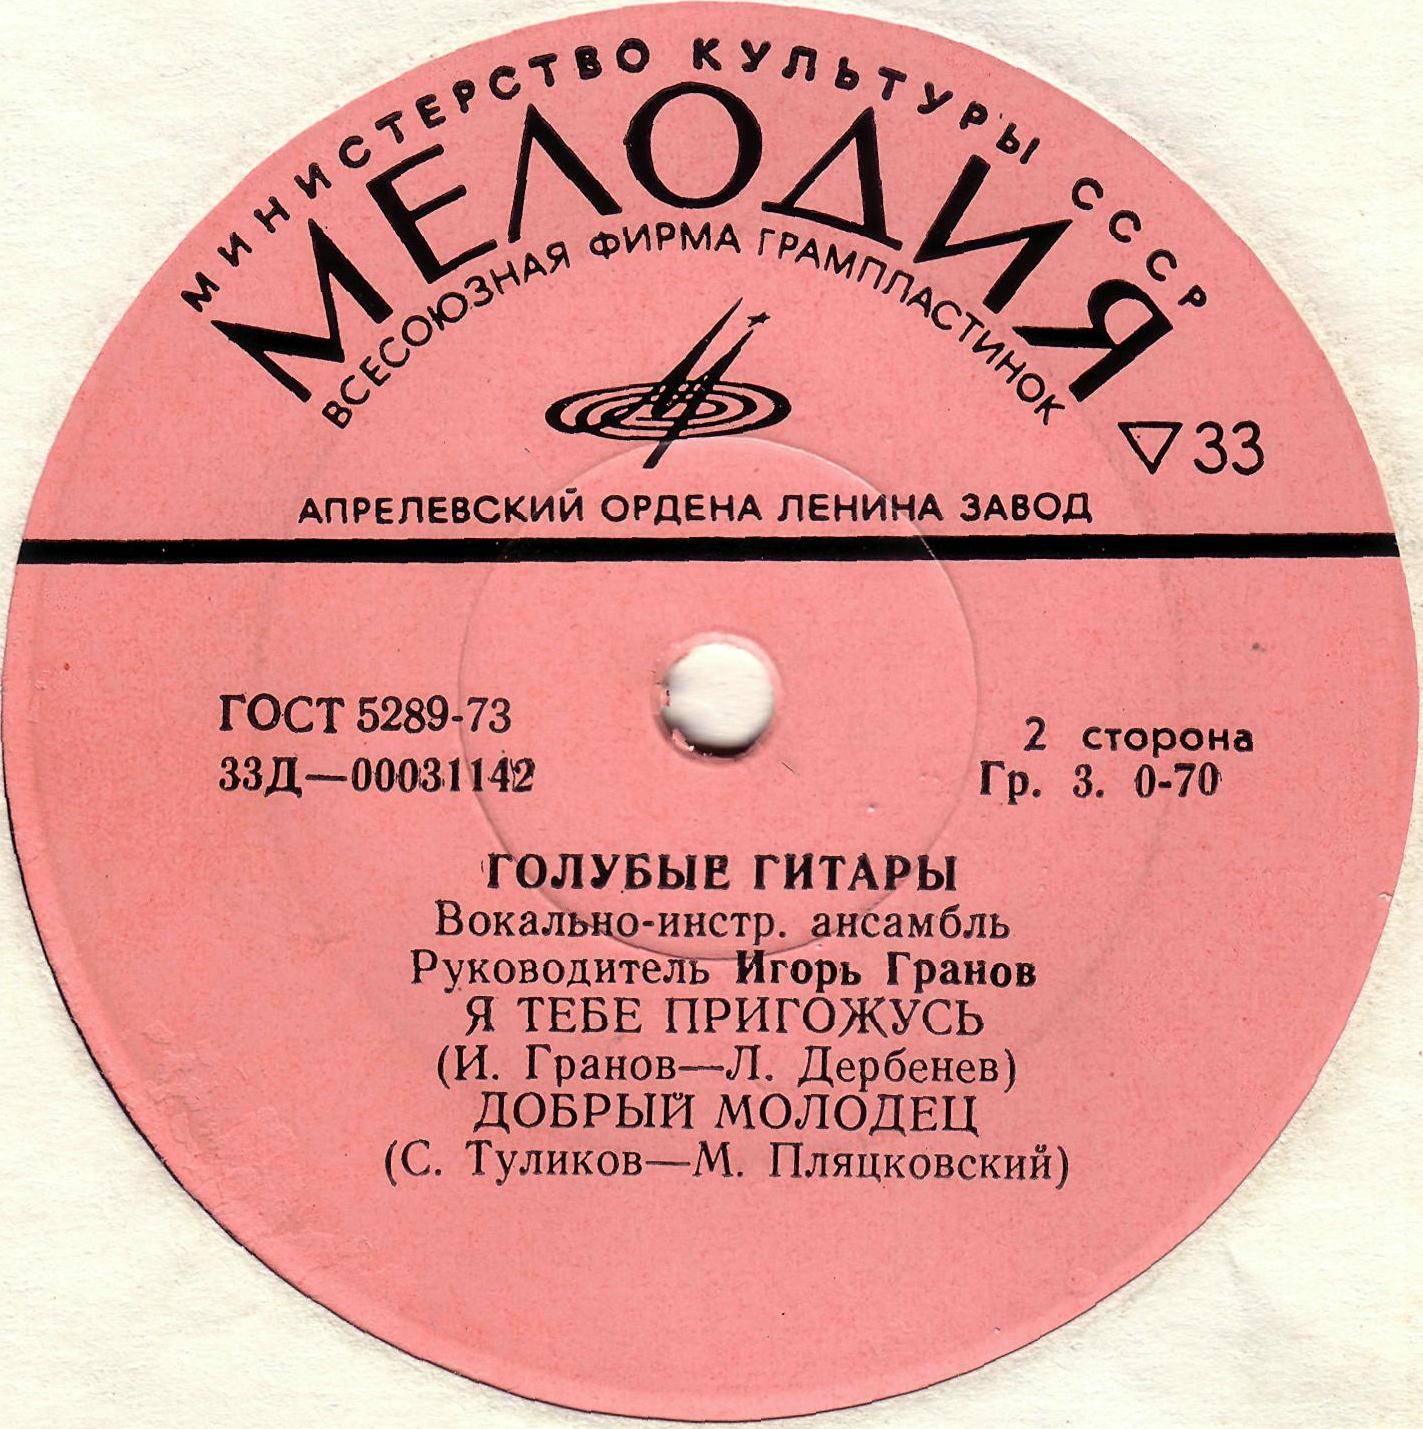 МИНИСТЕРСТВО КУЛЬТУРЫ СССР
МЕЛОДИЯ
ВСЕСОЮЗНАЯ ФИРМА ГРАМПЛАСТИНОК
33
АПРЕЛЕВСКИЙ ОРДЕНА ЛЕНИНА ЗАВОД
ГОСТ 5289-73
33Д—00031142
2 сторона
Гр. 3. 0-70
ГОЛУБЫЕ ГИТАРЫ
Вокально-инстр. ансамбль
Руководитель Игорь Гранов
Я ТЕБЕ ПРИГОЖУСЬ
(И. Гранов—Л. Дербенев)
ДОБРЫЙ МОЛОДЕЦ
(С. Туликов—М. Пляцковский)